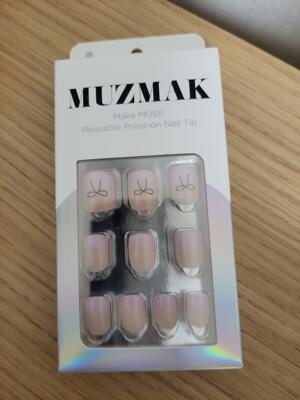 MUZMAK
Make MUSE
Reusable Press-on Nail Tip